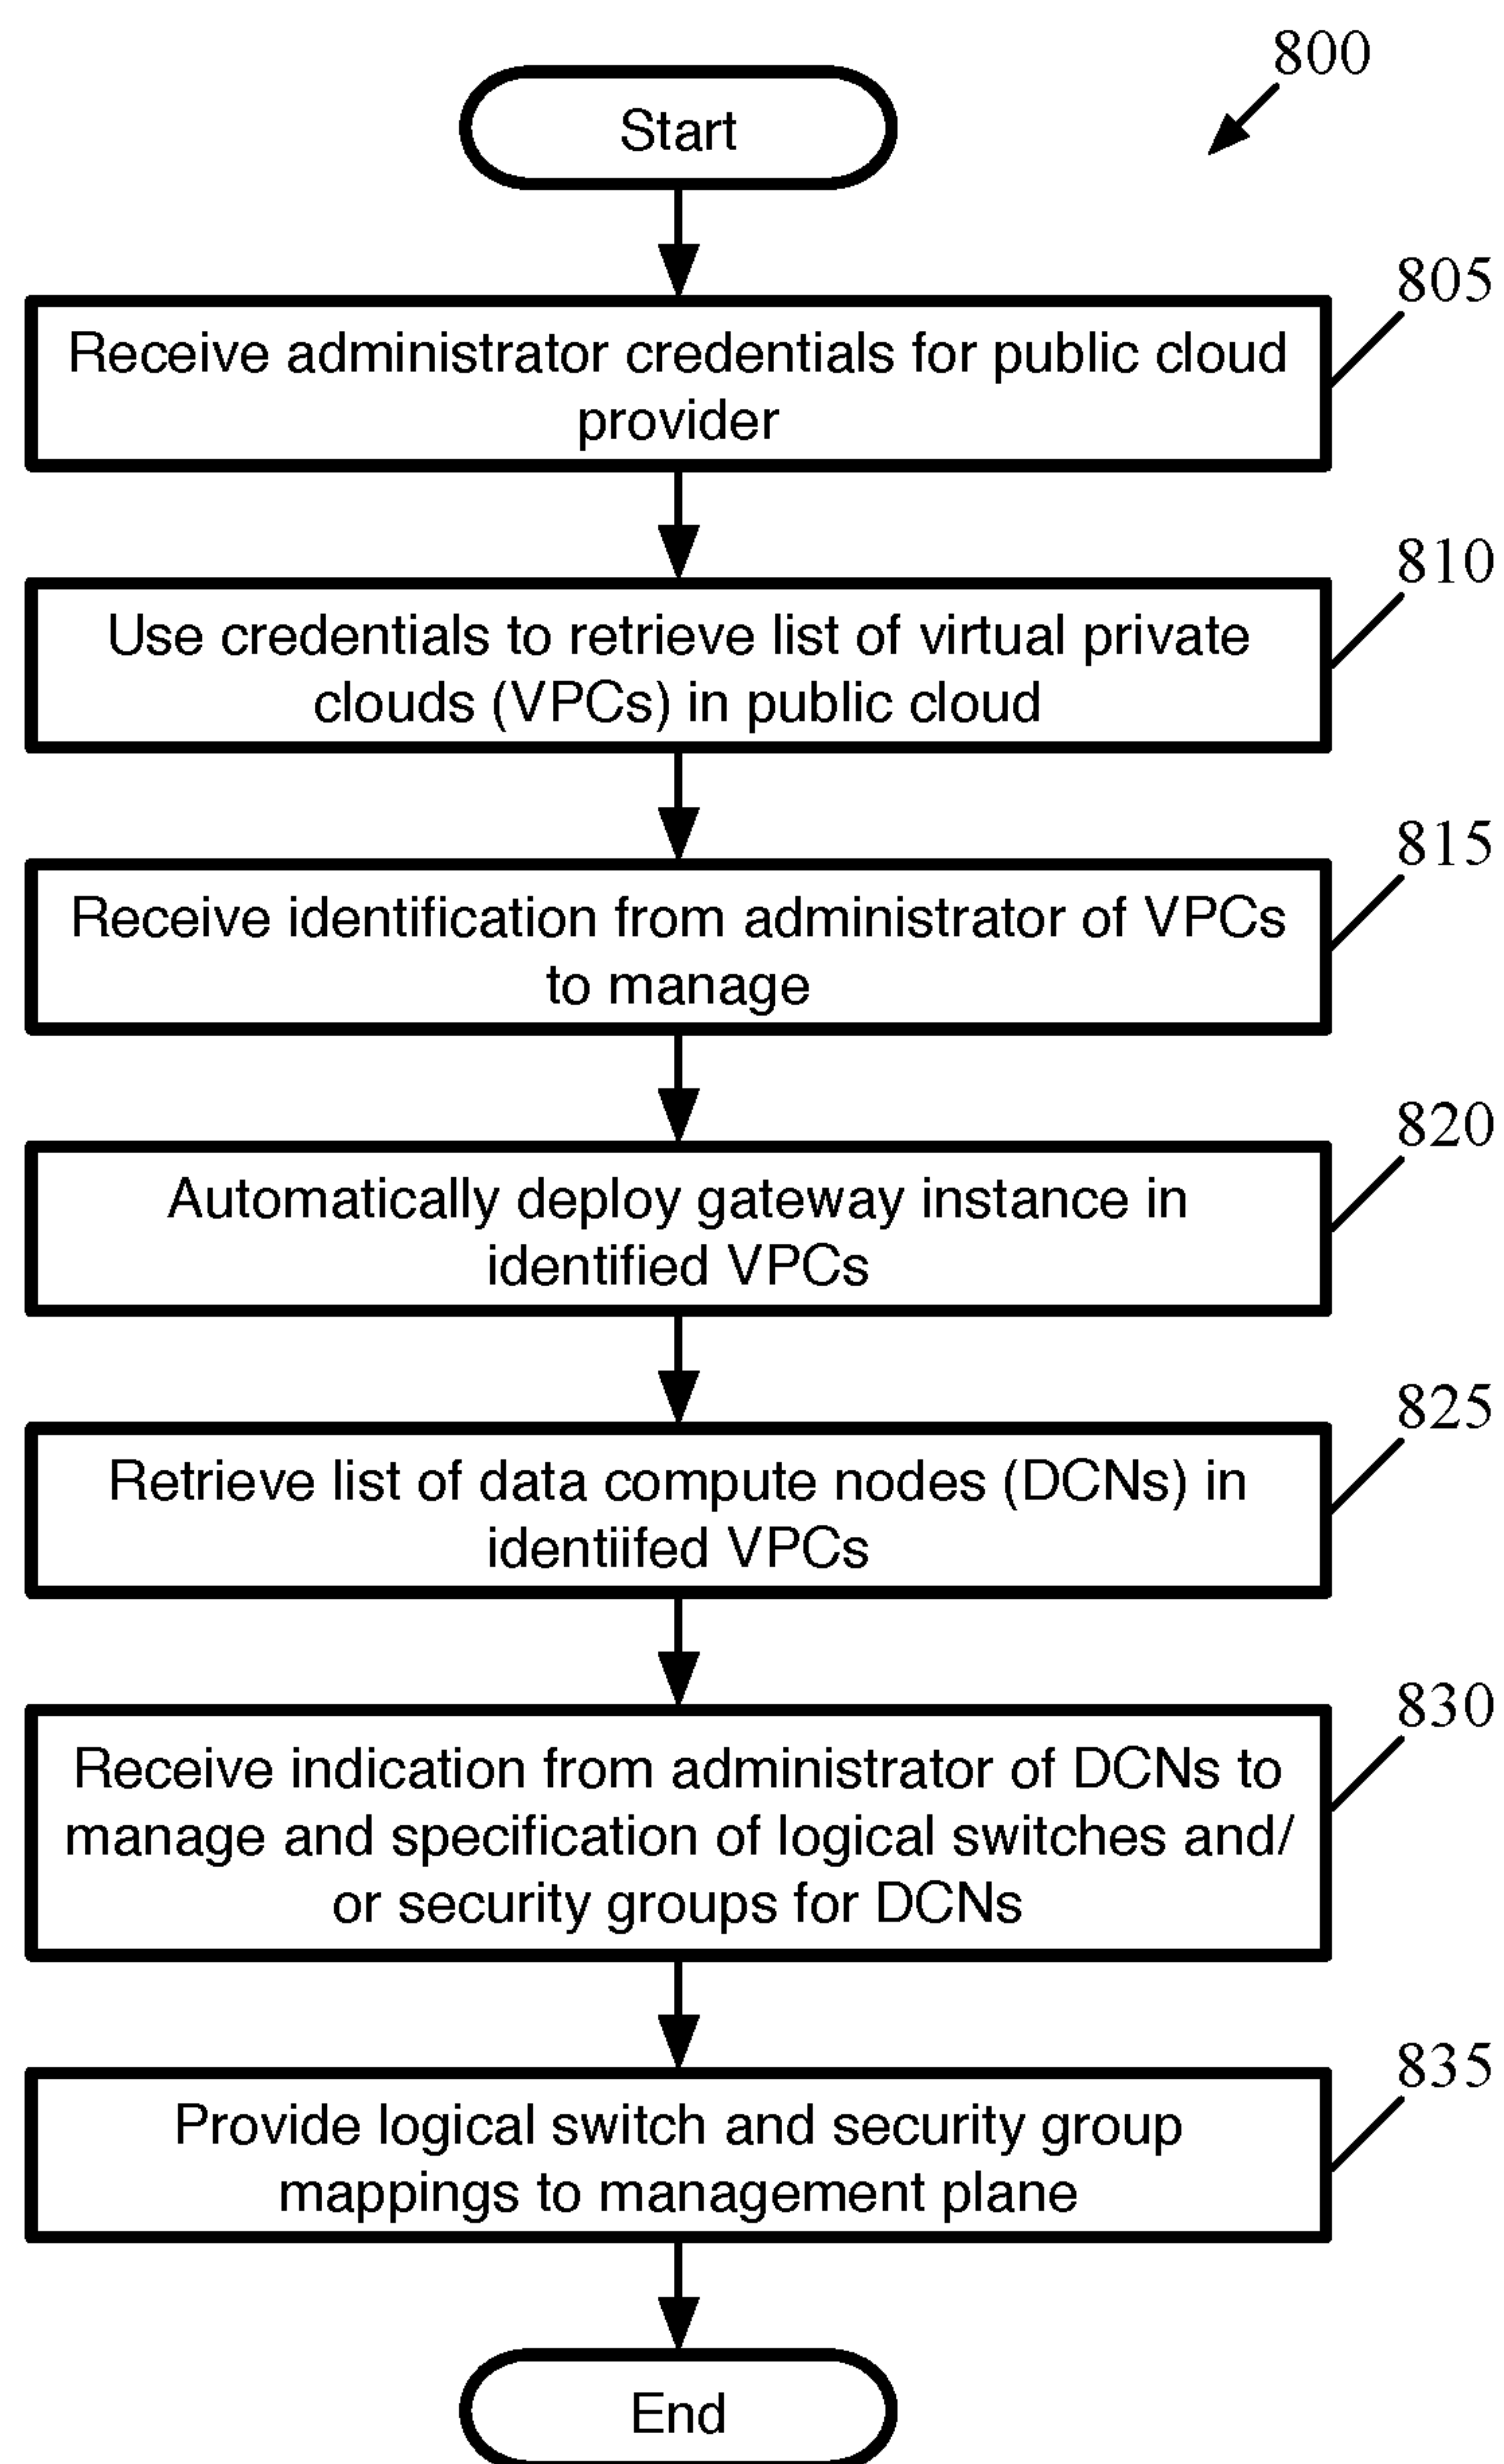 800
Start
805
Receive administrator credentials for public cloud
provider
810
Use credentials to retrieve list of virtual private
clouds (VPCs) in public cloud
815
Receive identification from administrator of VPCs
to manage
820
Automatically deploy gateway instance in
identified VPCs
825
Retrieve list of data compute nodes (DCNs) in
identiifed VPCs
830
Receive indication from administrator of DCNs to
manage and specification of logical switches and/
or security groups for DCNs
835
Provide logical switch and security group
mappings to management plane
End